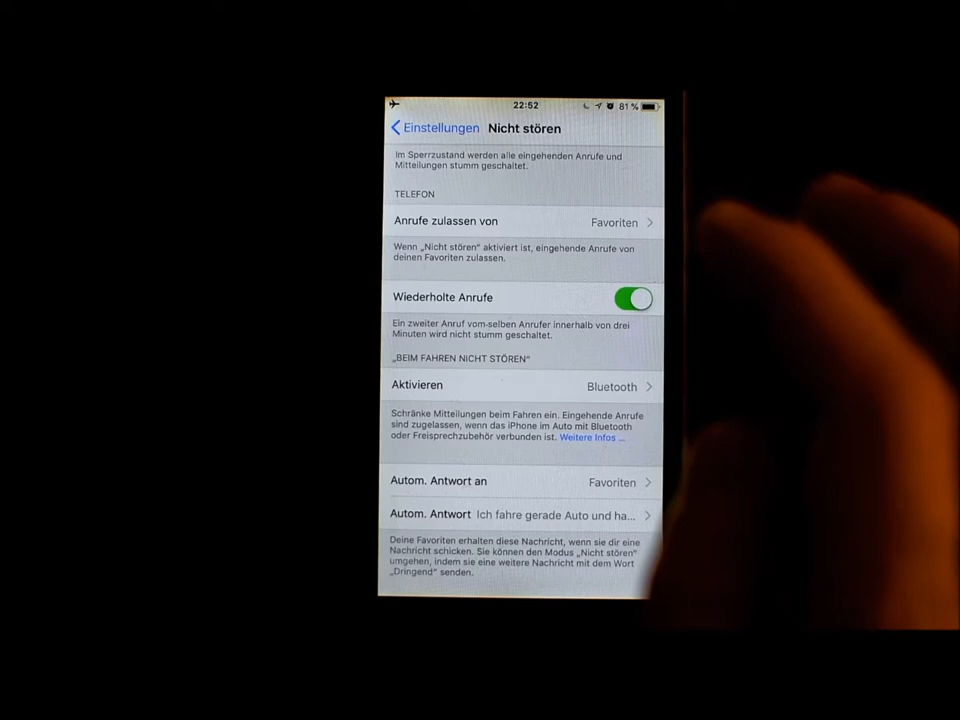 22:52
81 %
Einstellungen Nicht stören
Im Sperrzustand werden alle eingehenden Anrufe und
Mitteilungen stumm geschaltet.
TELEFON
Anrufe zulassen von Favoriten
Wenn „Nicht stören“ aktiviert ist, eingehende Anrufe von
deinen Favoriten zulassen.
Wiederholte Anrufe
Ein zweiter Anruf vom selben Anrufer innerhalb von drei
Minuten wird nicht stumm geschaltet.
„BEIM FAHREN NICHT STÖREN“
Aktivieren Bluetooth
Schränke Mitteilungen beim Fahren ein. Eingehende Anrufe
sind zugelassen, wenn das iPhone im Auto mit Bluetooth
oder Freisprechzubehör verbunden ist. Weitere Infos ...
Autom. Antwort an Favoriten
Autom. Antwort Ich fahre gerade Auto und ha...
Deine Favoriten erhalten diese Nachricht, wenn sie dir eine
Nachricht schicken. Sie können den Modus „Nicht stören“
umgehen, indem sie eine weitere Nachricht mit dem Wort
„Dringend“ senden.